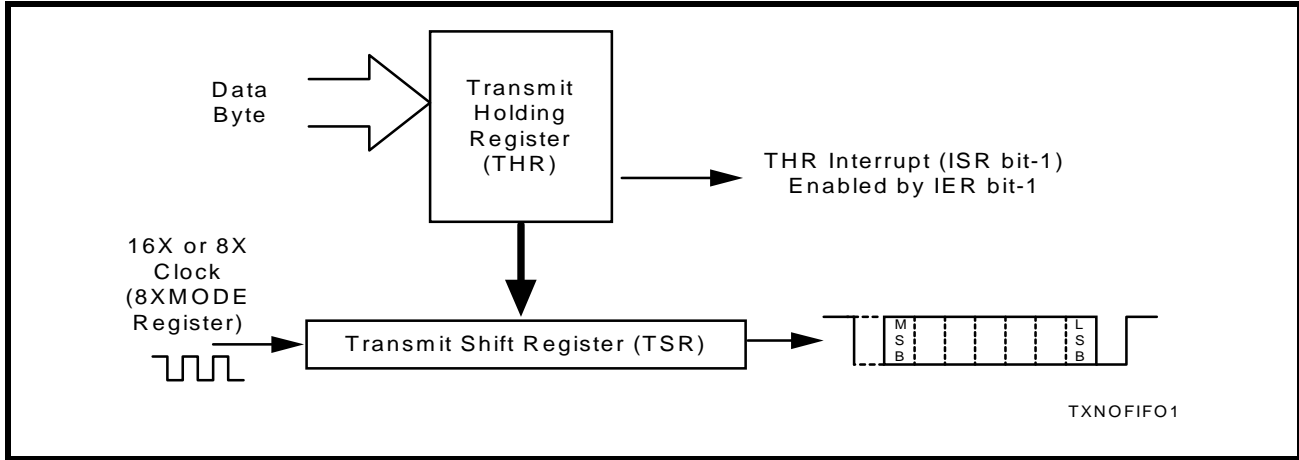 Data
Byte
Transmit
Holding
Register
(THR)
THR Interrupt (ISR bit-1)
Enabled by IER bit-1
16X or 8X
Clock
(8XMODE
Register)
Transmit Shift Register (TSR)
M
S
B
L
S
B
TXNOFIFO1